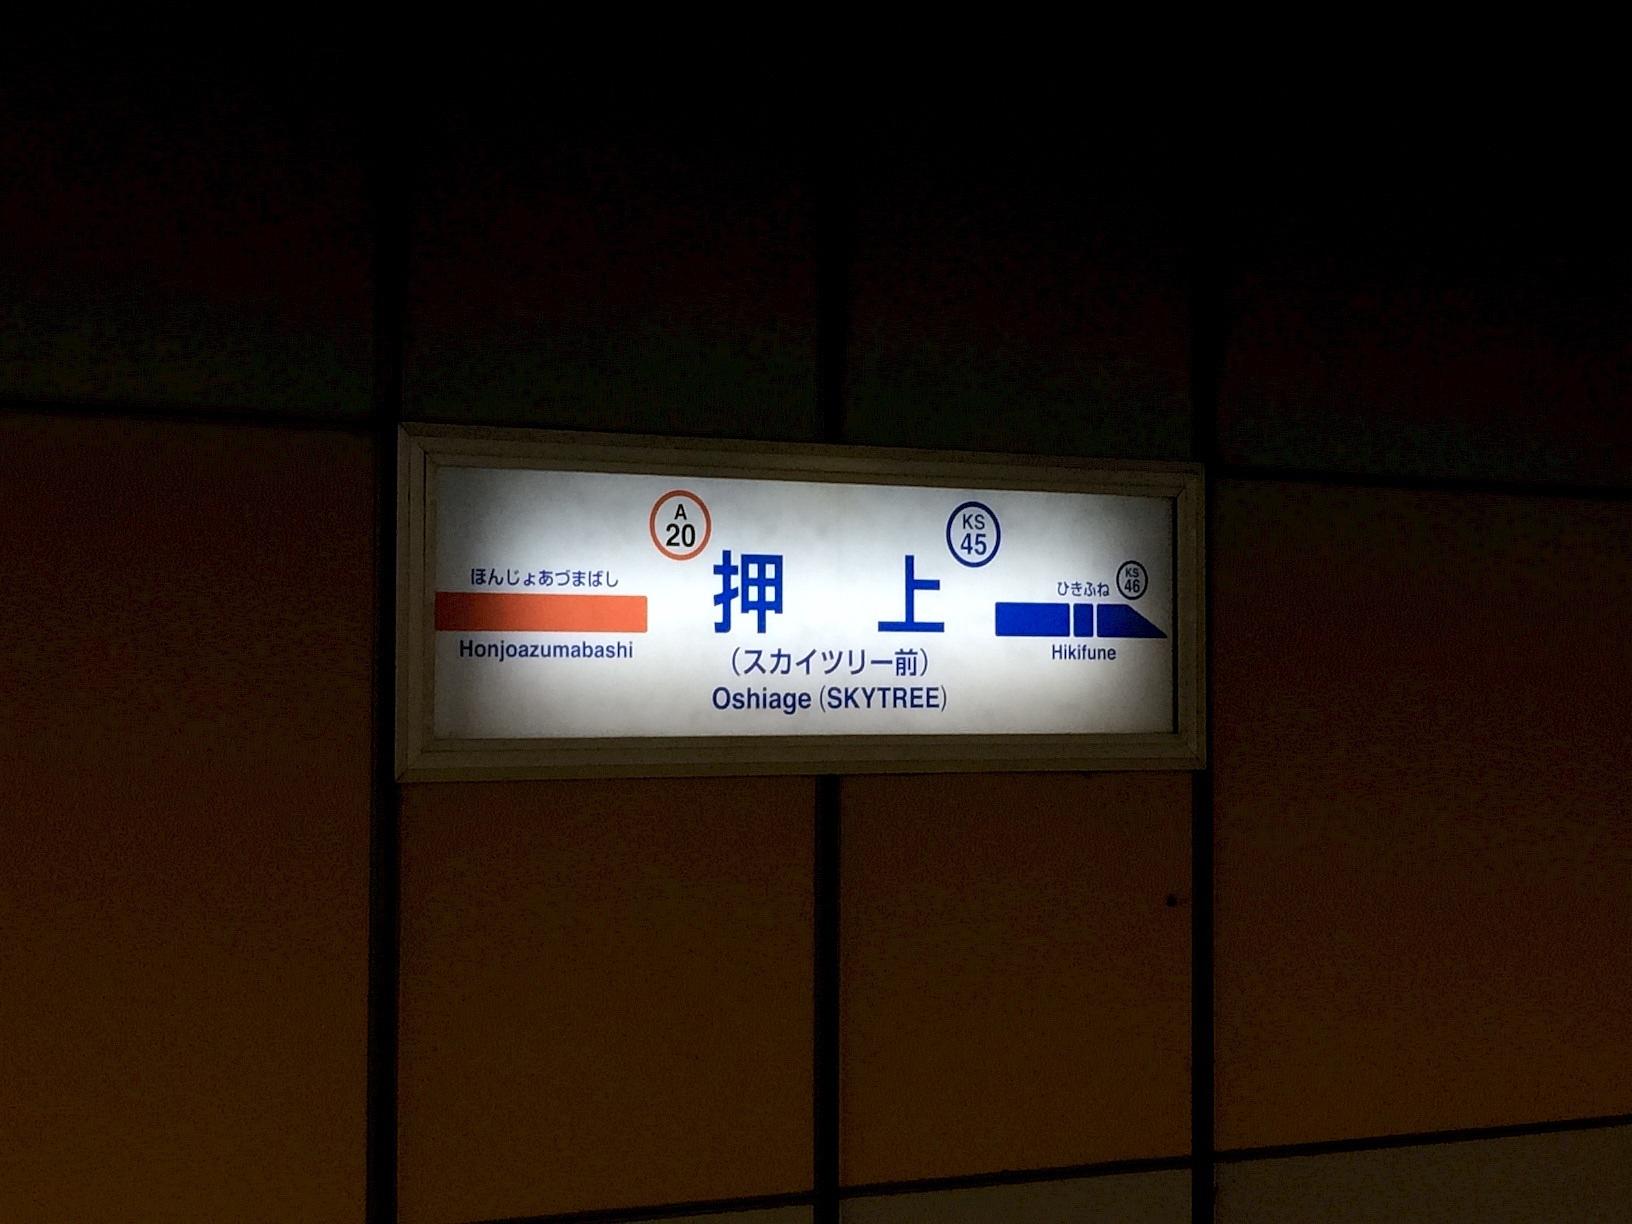 A
20
KS
45
ほんじょあづまばし
押上
ひきふね
KS
46
Honjoazumabashi
(スカイツリー前)
Hikifune
Oshiage (SKYTREE)